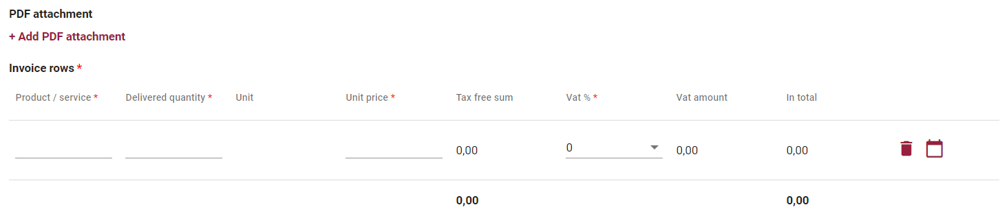 PDF attachment
+ Add PDF attachment
Invoice rows *
Product / service * Delivered quantity * Unit Unit price * Tax free sum Vat % * Vat amount In total
0,00 0 0,00 0,00
0,00 0,00